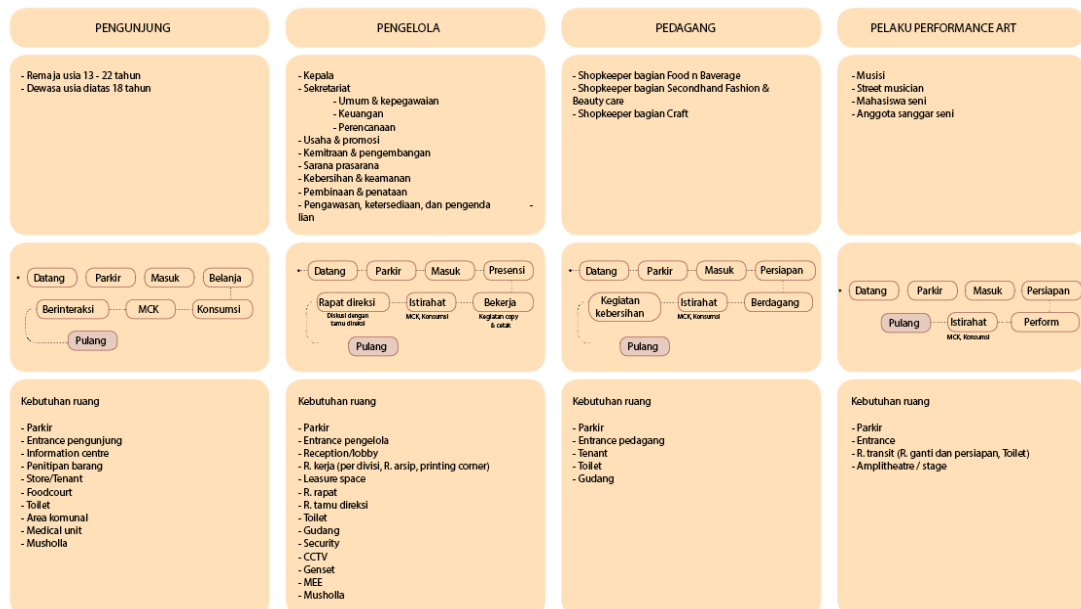 PENGUNJUNG
- Remaja usia 13 - 22 tahun
- Dewasa usia diatas 18 tahun
Datang
Parkir
Masuk
Belanja
Konsumsi
MCK
Berinteraksi
Pulang
Kebutuhan ruang
- Parkir
- Entrance pengunjung
- Information centre
- Penitipan barang
- Store/Tenant
- Foodcourt
- Toilet
- Area komunal
- Medical unit
- Musholla
PENGELOLA
- Kepala
- Sekretariat
- Umum & kepegawaian
- Keuangan
- Perencanaan
- Usaha & promosi
- Kemitraan & pengembangan
- Sarana prasarana
- Kebersihan & keamanan
- Pembinaan & penataan
- Pengawasan, ketersediaan, dan pengenda -
lian
Datang
Parkir
Masuk
Presensi
Bekerja
Kegiatan copy
& cetak
Istirahat
MCK, Konsumsi
Rapat direksi
Diskusi dengan
tamu direksi
Pulang
Kebutuhan ruang
- Parkir
- Entrance pengelola
- Reception/lobby
- R. kerja (per divisi, R. arsip, printing corner)
- Leasure space
- R. rapat
- R. tamu direksi
- Toilet
- Gudang
- Security
- CCTV
- Genset
- MEE
- Musholla
PEDAGANG
- Shopkeeper bagian Food n Baverage
- Shopkeeper bagian Secondhand Fashion &
Beauty care
- Shopkeeper bagian Craft
Datang
Parkir
Masuk
Persiapan
Berdagang
Istirahat
MCK, Konsumsi
Kegiatan
kebersihan
Pulang
Kebutuhan ruang
- Parkir
- Entrance pedagang
- Tenant
- Toilet
- Gudang
PELAKU PERFORMANCE ART
- Musisi
- Street musician
- Mahasiswa seni
- Anggota sanggar seni
Datang
Parkir
Masuk
Persiapan
Perform
Istirahat
MCK, Konsumsi
Pulang
Kebutuhan ruang
- Parkir
- Entrance
- R. transit (R. ganti dan persiapan, Toilet)
- Amplitheatre / stage